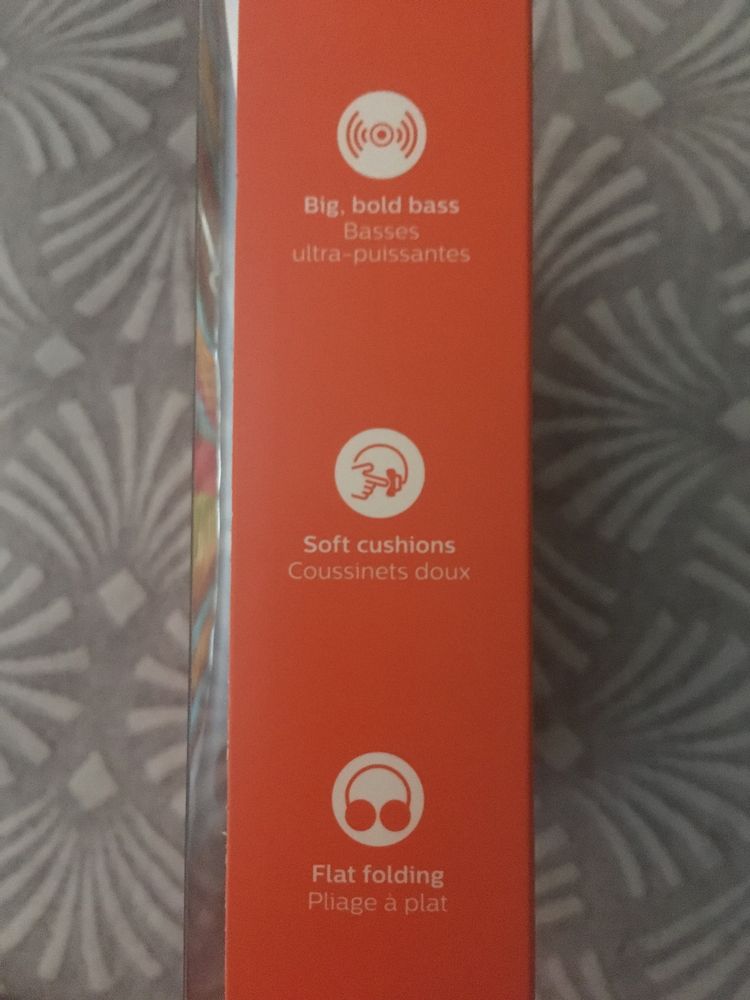 Big, bold bass
Basses
ultra-puissantes
Soft cushions
Coussinets doux
Flat folding
Pliage à plat